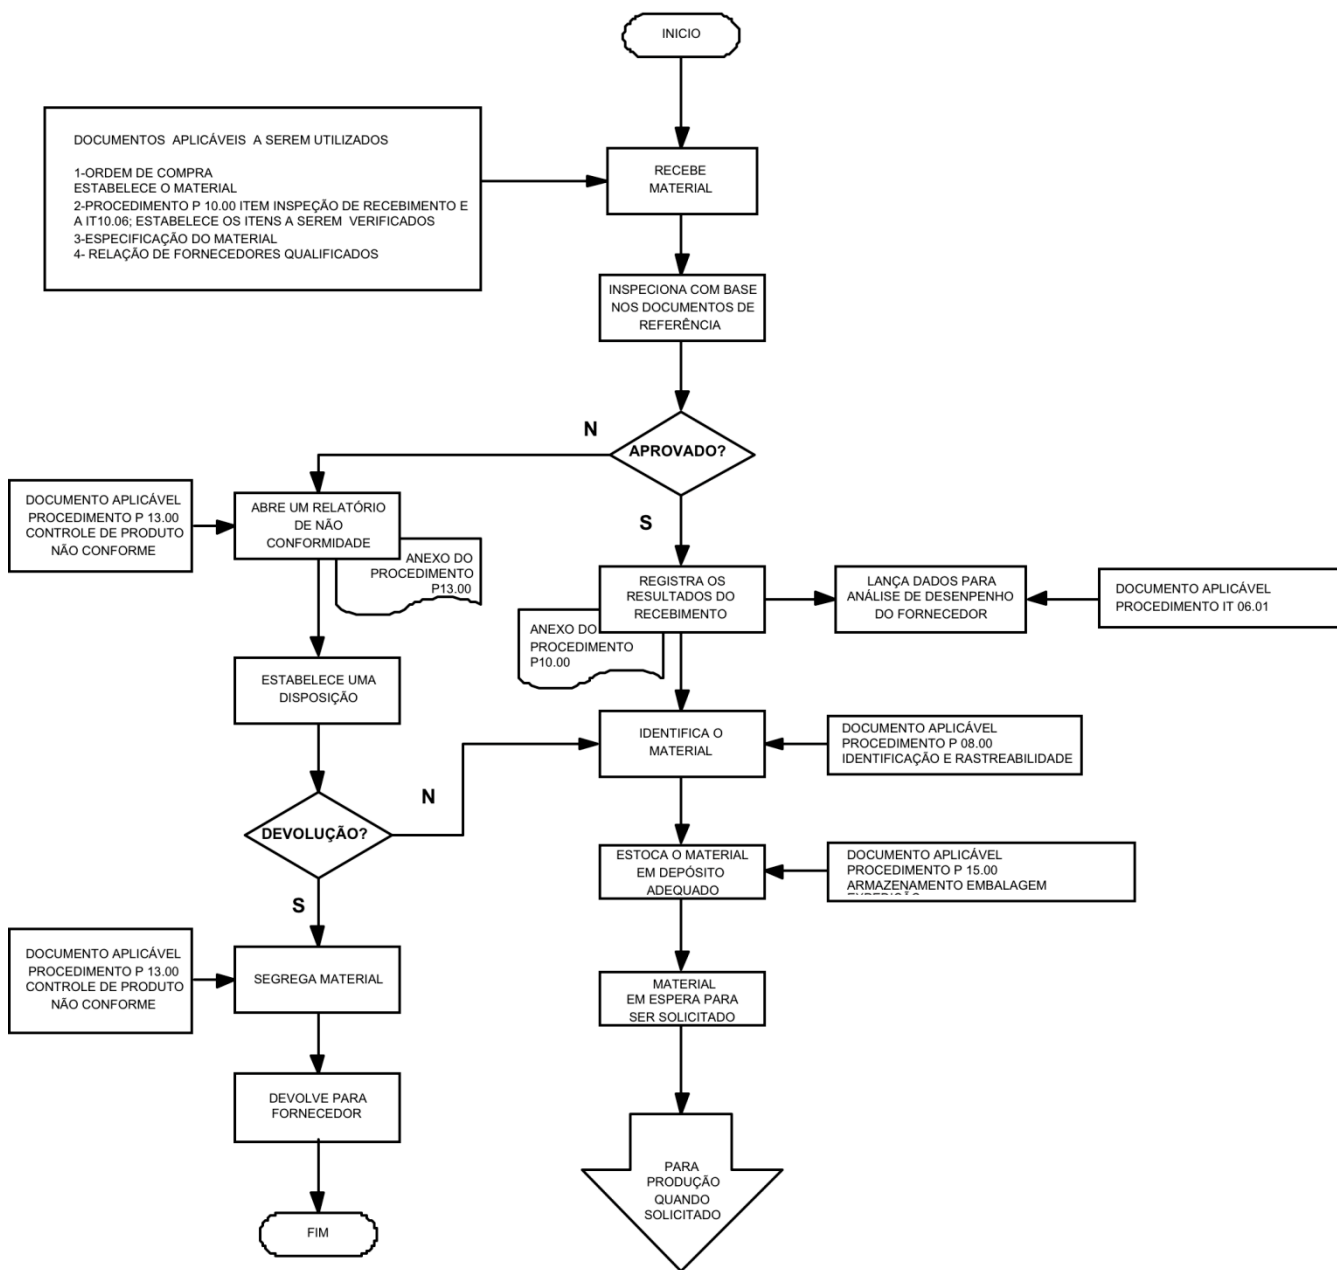 INICIO
DOCUMENTOS APLICÁVEIS A SEREM UTILIZADOS
1-ORDEM DE COMPRA
ESTABELECE O MATERIAL
2-PROCEDIMENTO P 10.00 ITEM INSPEÇÃO DE RECEBIMENTO E
A IT10.06; ESTABELECE OS ITENS A SEREM VERIFICADOS
3-ESPECIFICAÇÃO DO MATERIAL
4- RELAÇÃO DE FORNECEDORES QUALIFICADOS
RECEBE
MATERIAL
INSPECIONA COM BASE
NOS DOCUMENTOS DE
REFERÊNCIA
APROVADO?
N
S
DOCUMENTO APLICÁVEL
PROCEDIMENTO P 13.00
CONTROLE DE PRODUTO
NÃO CONFORME
ABRE UM RELATÓRIO
DE NÃO
CONFORMIDADE
ANEXO DO
PROCEDIMENTO
P13.00
REGISTRA OS
RESULTADOS DO
RECEBIMENTO
ANEXO DO
PROCEDIMENTO
P10.00
LANÇA DADOS PARA
ANÁLISE DE DESENPENHO
DO FORNECEDOR
DOCUMENTO APLICÁVEL
PROCEDIMENTO IT 06.01
ESTABELECE UMA
DISPOSIÇÃO
IDENTIFICA O
MATERIAL
DOCUMENTO APLICÁVEL
PROCEDIMENTO P 08.00
IDENTIFICAÇÃO E RASTREABILIDADE
DEVOLUÇÃO?
N
S
ESTOCA O MATERIAL
EM DEPÓSITO
ADEQUADO
DOCUMENTO APLICÁVEL
PROCEDIMENTO P 15.00
ARMAZENAMENTO EMBALAGEM
DOCUMENTO APLICÁVEL
PROCEDIMENTO P 13.00
CONTROLE DE PRODUTO
NÃO CONFORME
SEGREGA MATERIAL
MATERIAL
EM ESPERA PARA
SER SOLICITADO
DEVOLVE PARA
FORNECEDOR
PARA
PRODUÇÃO
QUANDO
SOLICITADO
FIM